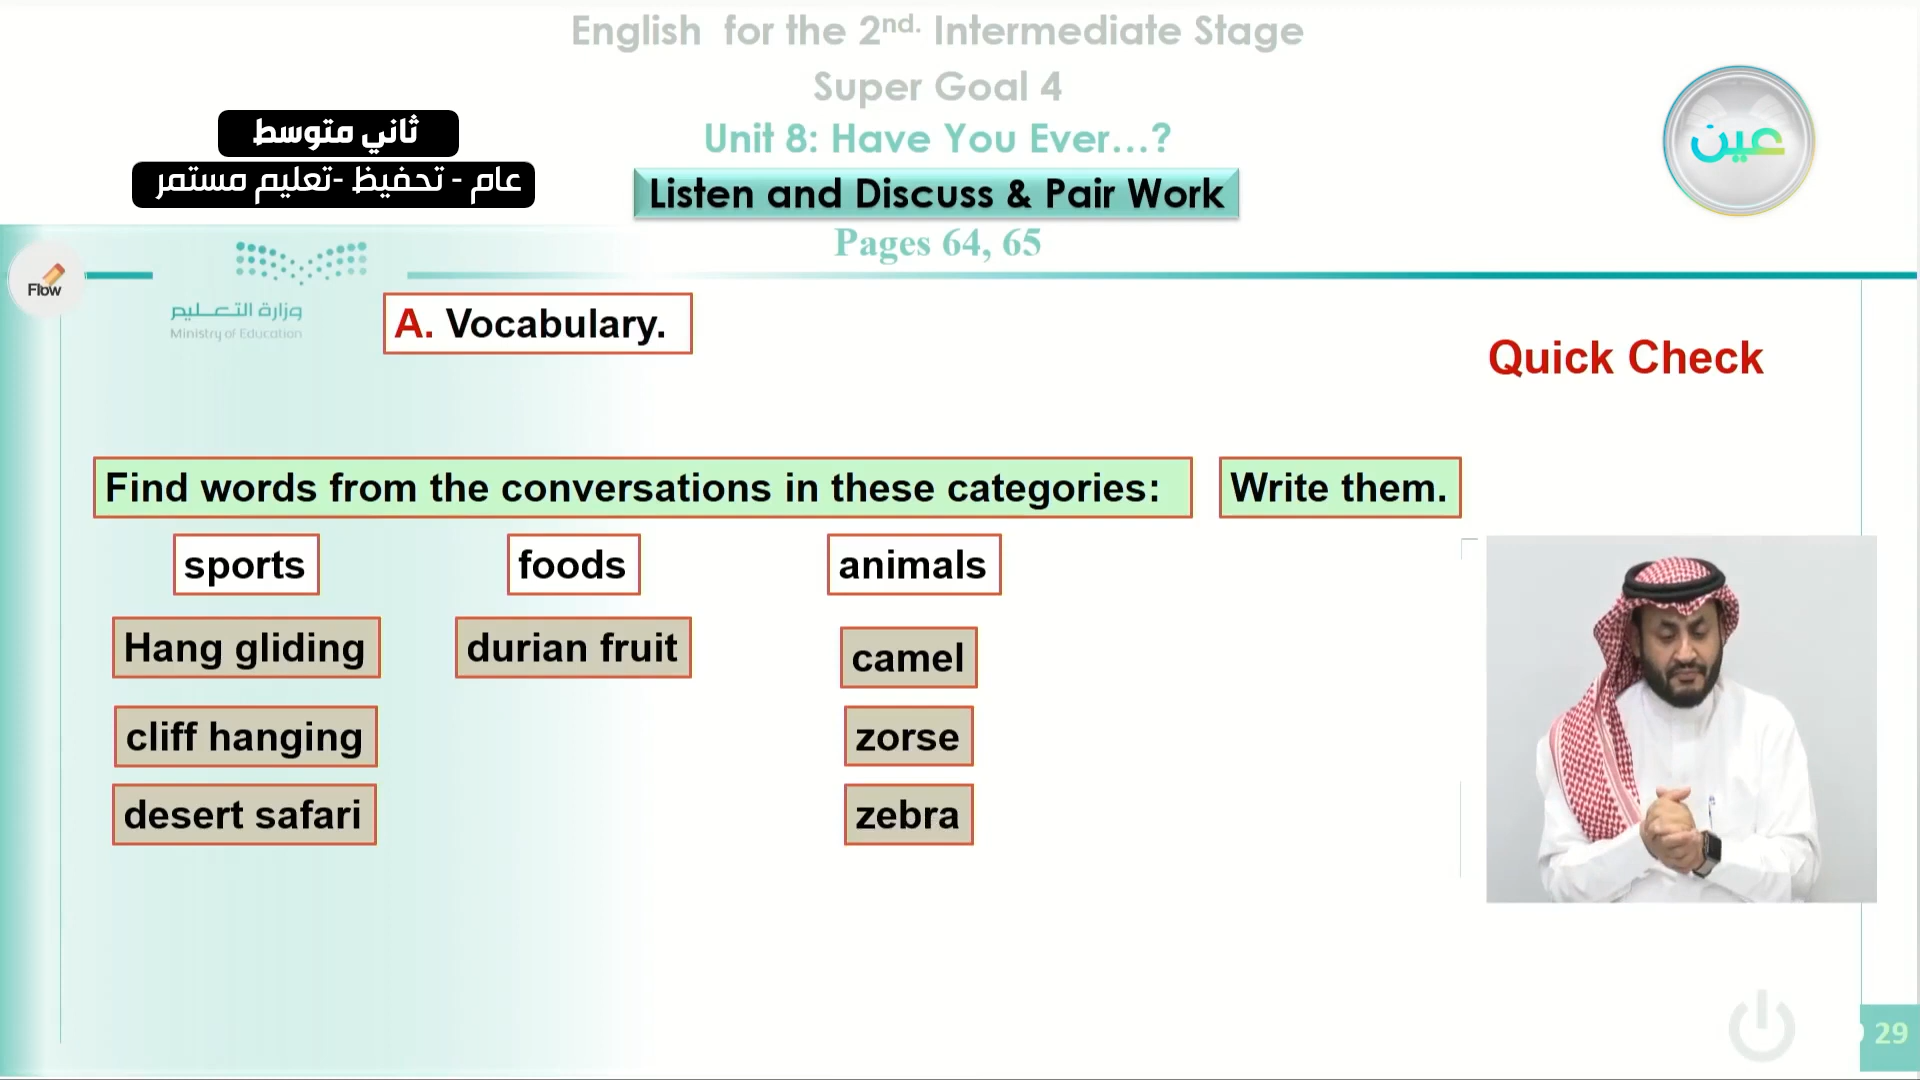 English for the 2nd. Intermediate Stage
Super Goal 4
Unit 8: Have You Ever...?
Listen and Discuss & Pair Work
Pages 64, 65
ثاني متوسط
عام - تحفيظ -تعليم مستمر
عين
Flow
وزارة التعليم
Ministry of Education
A. Vocabulary.
Quick Check
Find words from the conversations in these categories: Write them.
sports foods animals
Hang gliding durian fruit camel
cliff hanging zorse
desert safari zebra
29